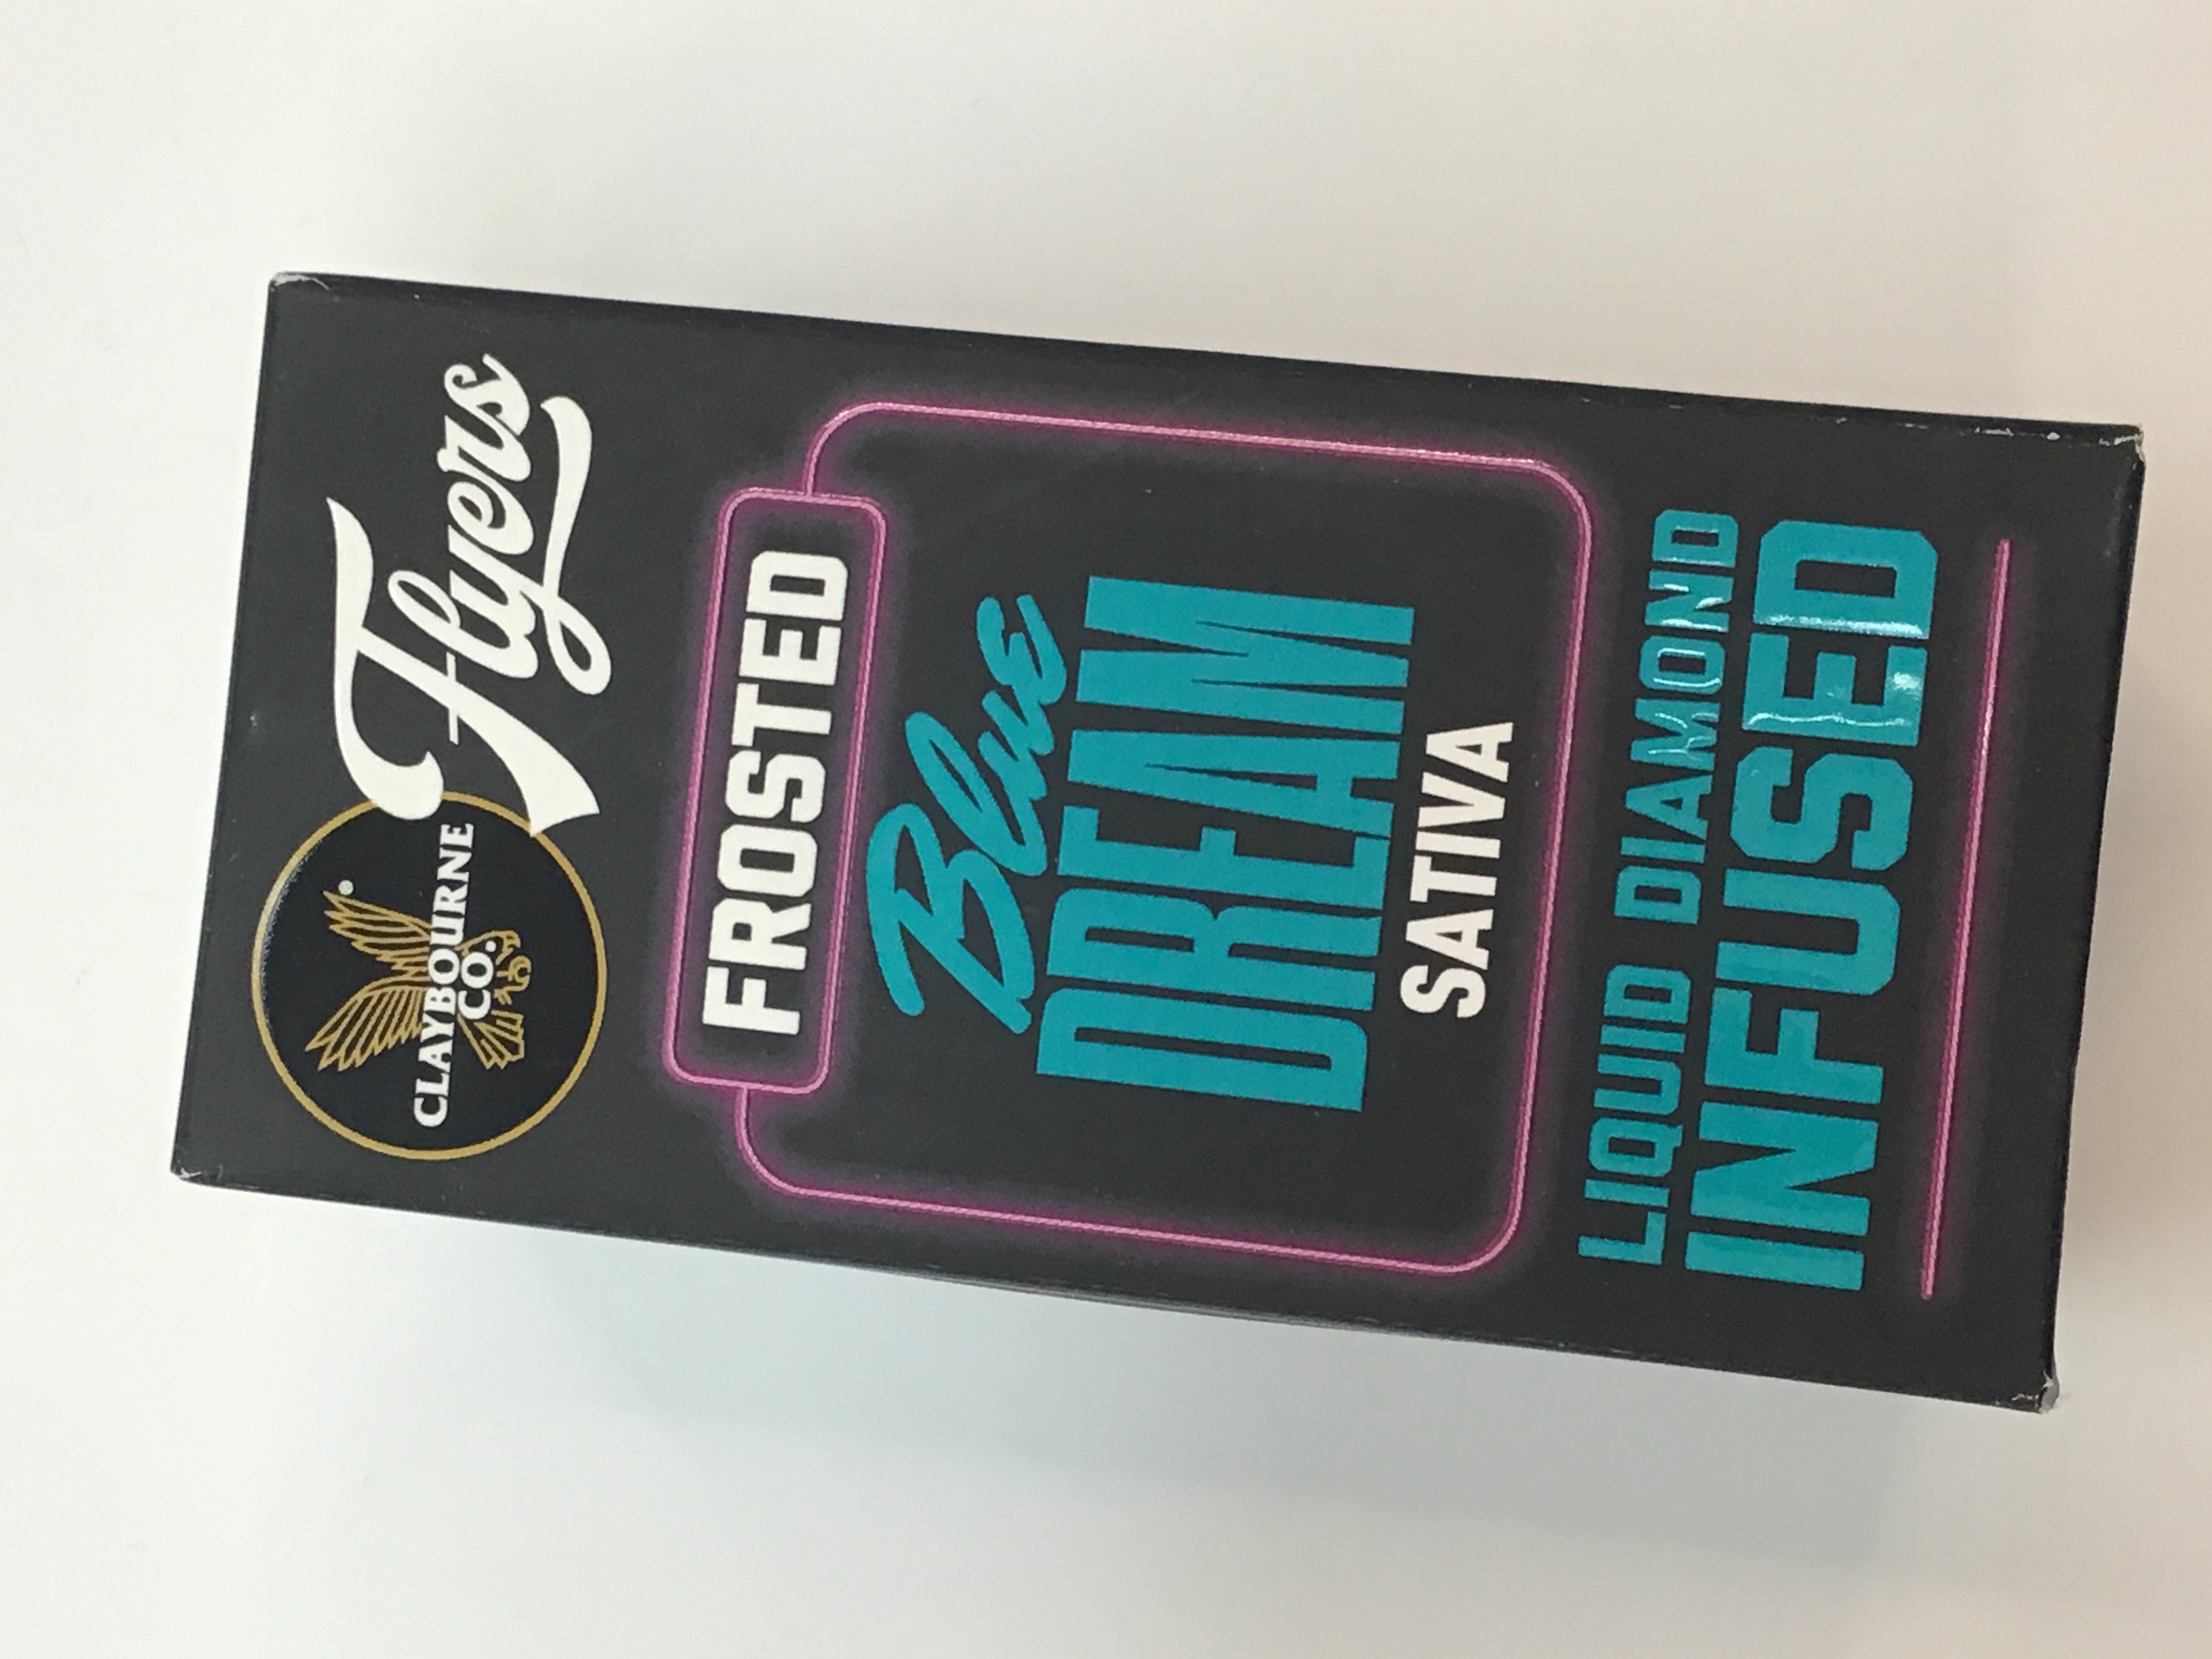 CLAYBOURNE
CO.
Flyers
FROSTED
Blue
DREAM
SATIVA
LIQUID DIAMOND
INFUSED